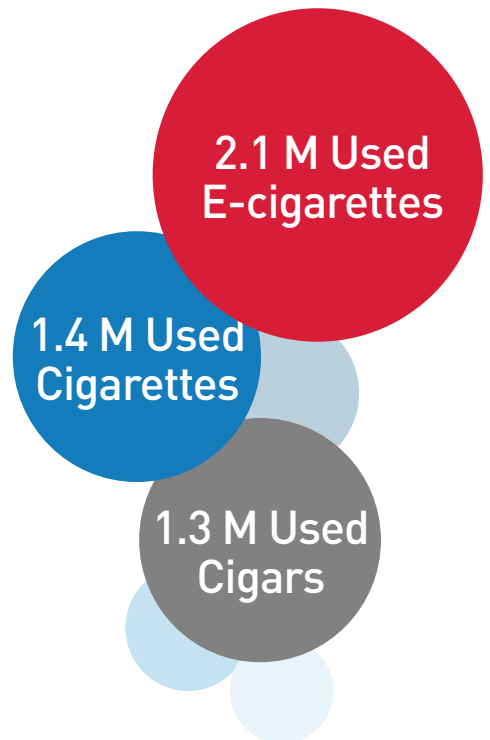 2.1 M Used
E-cigarettes
1.4 M Used
Cigarettes
1.3 M Used
Cigars